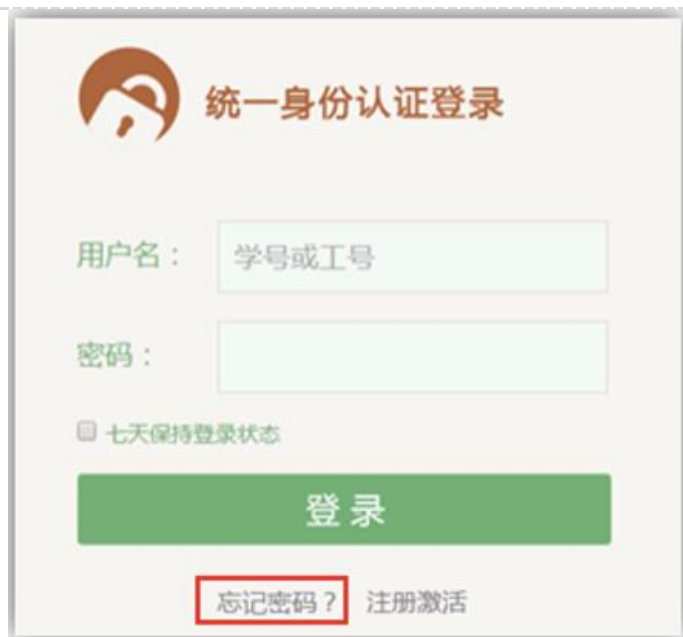 统一身份认证登录
用户名：
学号或工号
密码：
七天保持登录状态
登录
忘记密码？ 注册激活